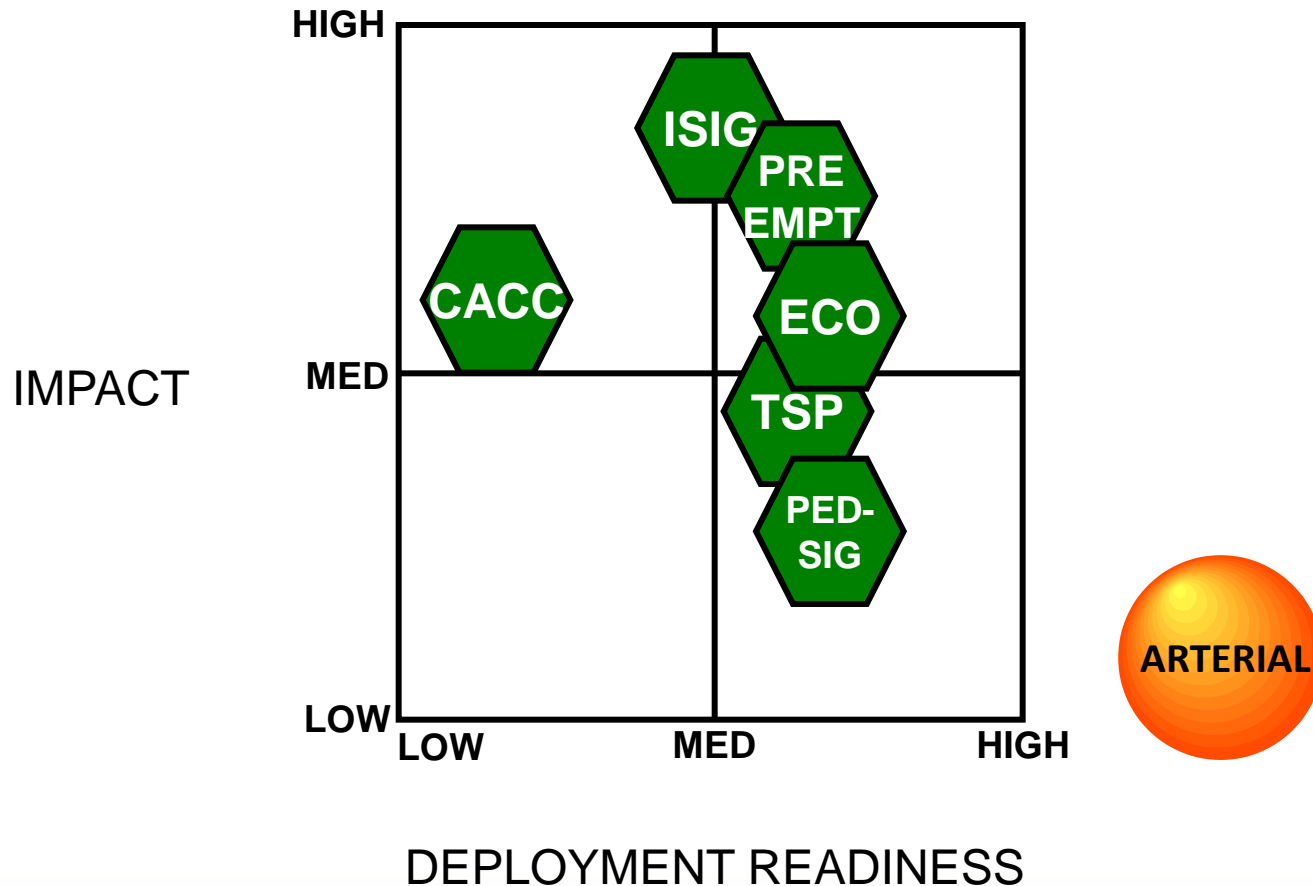 HIGH
ISIG
PRE
EMPT
CACC
ECO
MED
IMPACT
TSP
PED-
SIG
ARTERIAL
LOW
LOW
MED
HIGH
DEPLOYMENT READINESS